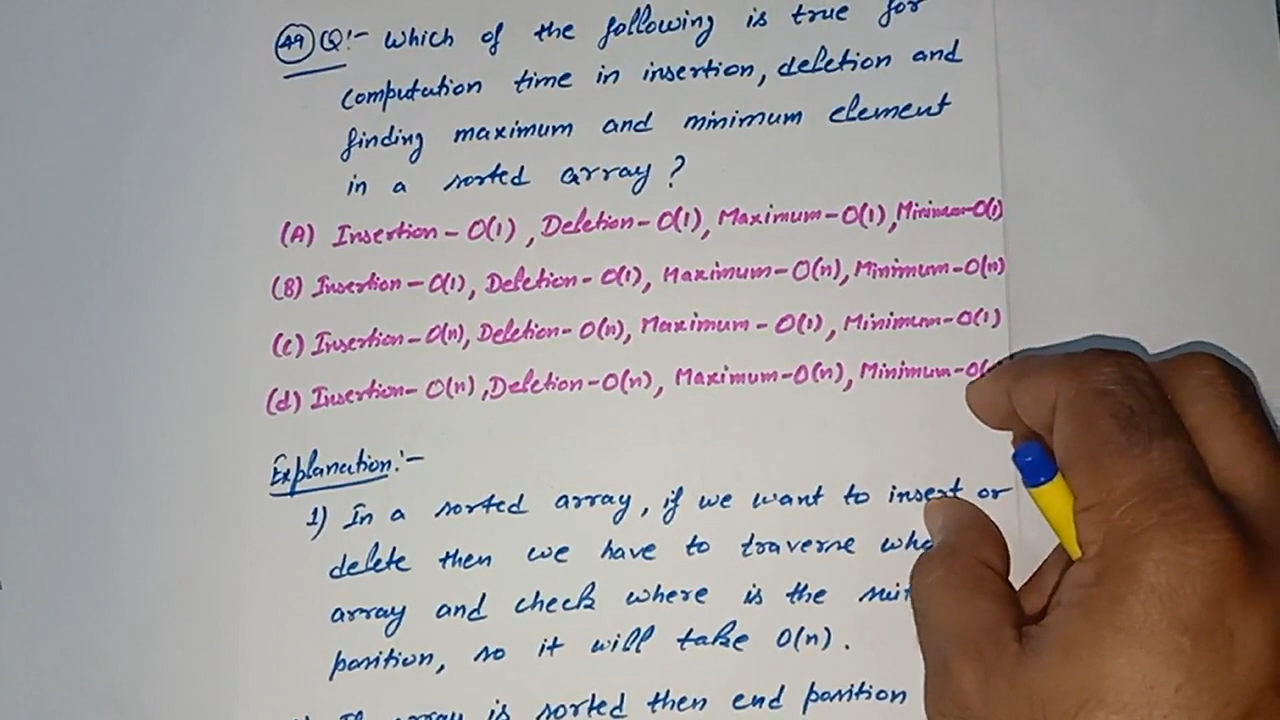 49 Q:- Which of the following is true for
computation time in insertion, deletion and
finding maximum and minimum element
in a sorted array?
(A) Insertion - O(1), Deletion - O(1), Maximum - O(1), Minimum - O(1)
(B) Insertion - O(1), Deletion - O(1), Maximum - O(n), Minimum - O(n)
(c) Insertion - O(n), Deletion - O(n), Maximum - O(1), Minimum - O(1)
(d) Insertion - O(n), Deletion - O(n), Maximum - O(n), Minimum - O(
Explanation:-
1) In a sorted array, if we want to insert or
delete then we have to traverse
array and check where is the
position, so it will take O(n).
array is sorted then end position